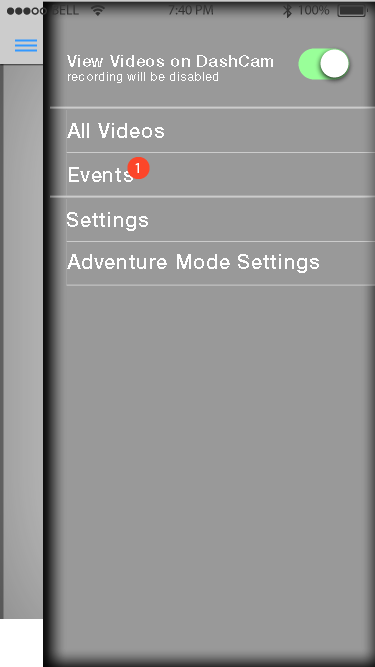 BELL 7:40 PM 100%
View Videos on DashCam
recording will be disabled
All Videos
Events 1
Settings
Adventure Mode Settings